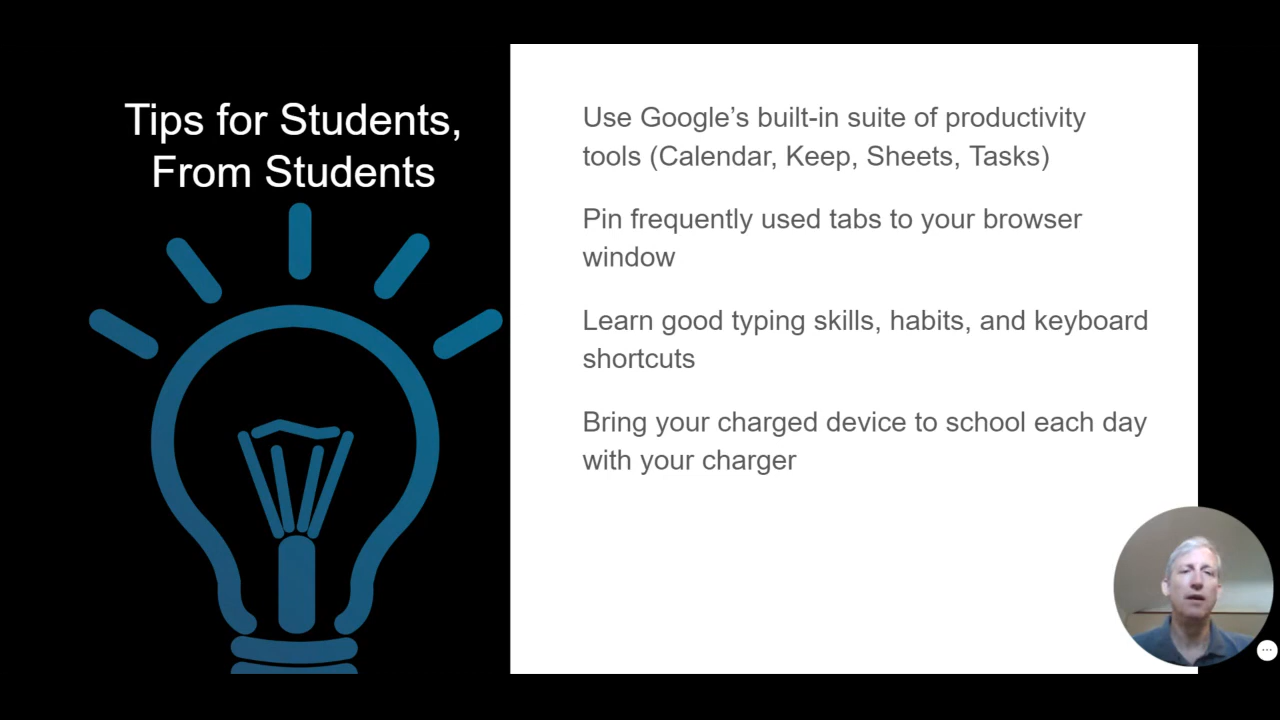 Tips for Students,
From Students
Use Google’s built-in suite of productivity
tools (Calendar, Keep, Sheets, Tasks)
Pin frequently used tabs to your browser
window
Learn good typing skills, habits, and keyboard
shortcuts
Bring your charged device to school each day
with your charger